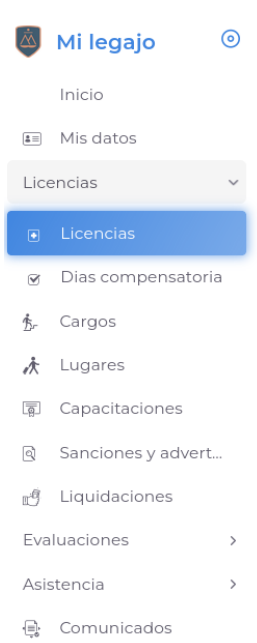 Mi legajo
Inicio
Mis datos
Licencias
Licencias
Dias compensatoria
Cargos
Lugares
Capacitaciones
Sanciones y advert...
Liquidaciones
Evaluaciones
Asistencia
Comunicados